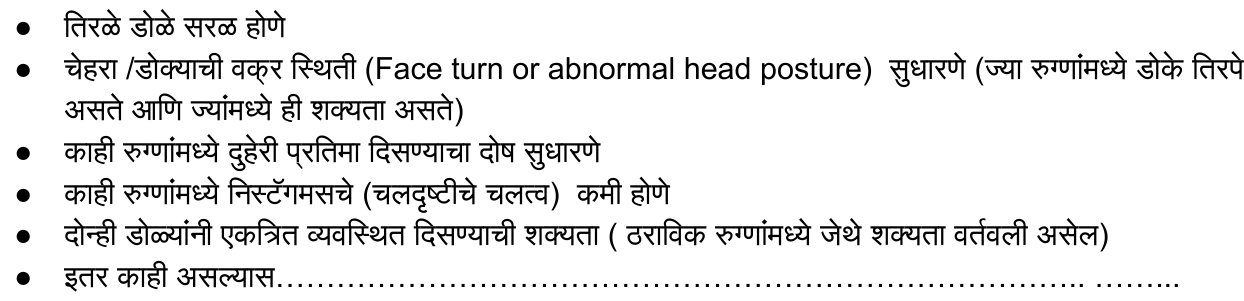 ● तिरळे डोळे सरळ होणे
● चेहरा /डोक्याची वक्र स्थिती (Face turn or abnormal head posture)  सुधारणे (ज्या रुग्णांमध्ये डोके तिरपे
असते आणि ज्यांमध्ये ही शक्यता असते)
● काही रुग्णांमध्ये दुहेरी प्रतिमा दिसण्याचा दोष सुधारणे
● काही रुग्णांमध्ये निस्टॅगमसचे (चलदृष्टीचे चलत्व)  कमी होणे
● दोन्ही डोळ्यांनी एकत्रित व्यवस्थित दिसण्याची शक्यता ( ठराविक रुग्णांमध्ये जेथे शक्यता वर्तवली असेल)
● इतर काही असल्यास…………………………………………………………………….. ……...